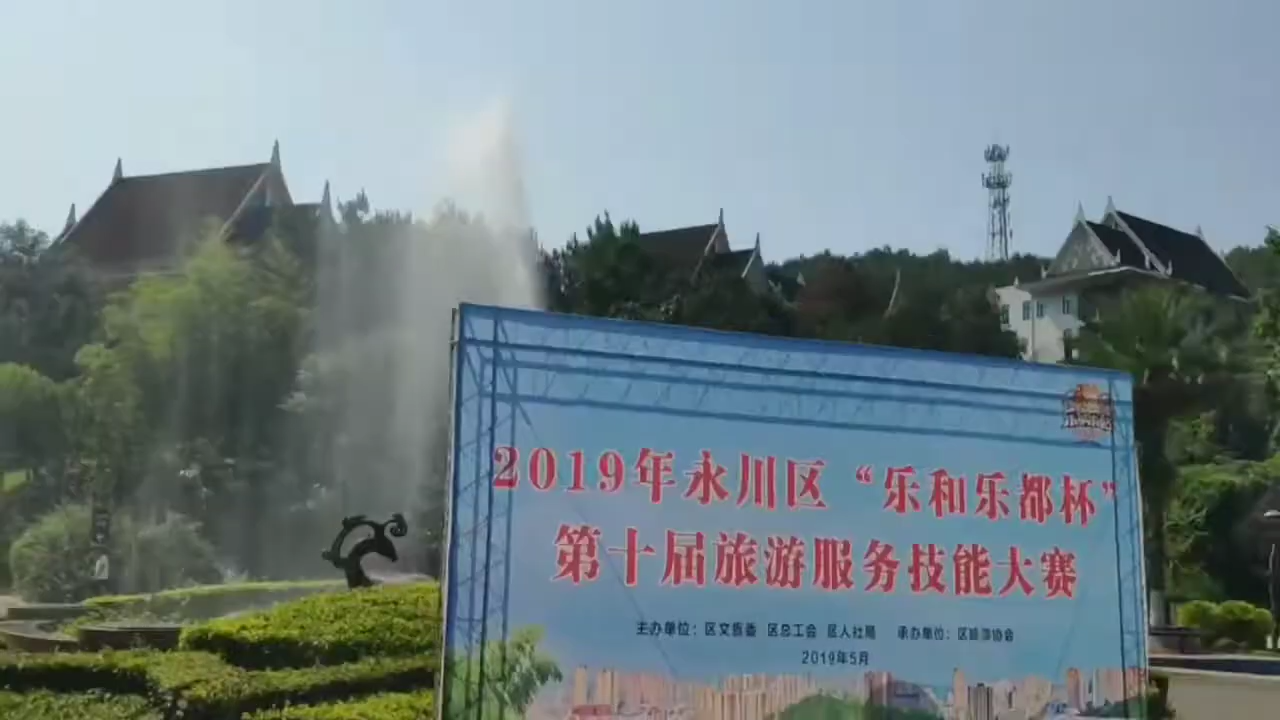 2019年永川区“乐和乐都杯”
第十届旅游服务技能大赛
主办单位：区文旅委 区总工会 区人社局 承办单位：区旅游协会
2019年5月